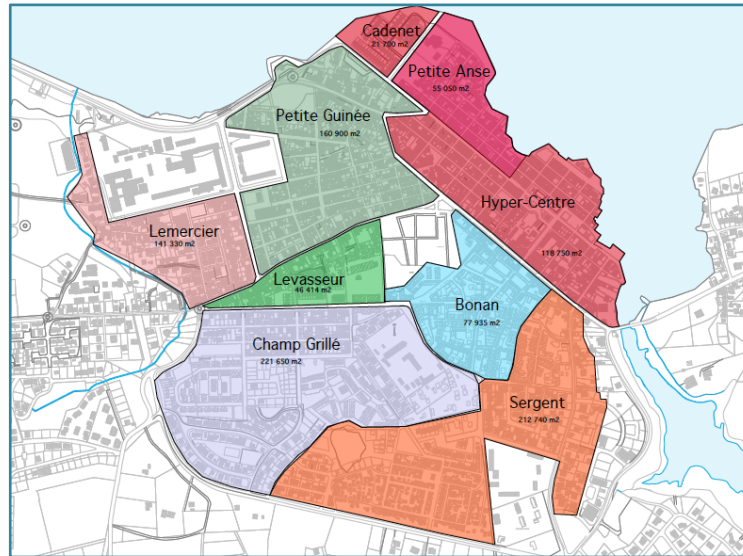 Cadenet
21 700 m2
Petite Anse
55 050 m2
Petite Guinée
160 900 m2
Hyper-Centre
118 750 m2
Lemercier
141 330 m2
Levasseur
46 414 m2
Bonan
77 935 m2
Champ Grillé
221 650 m2
Sergent
212 740 m2